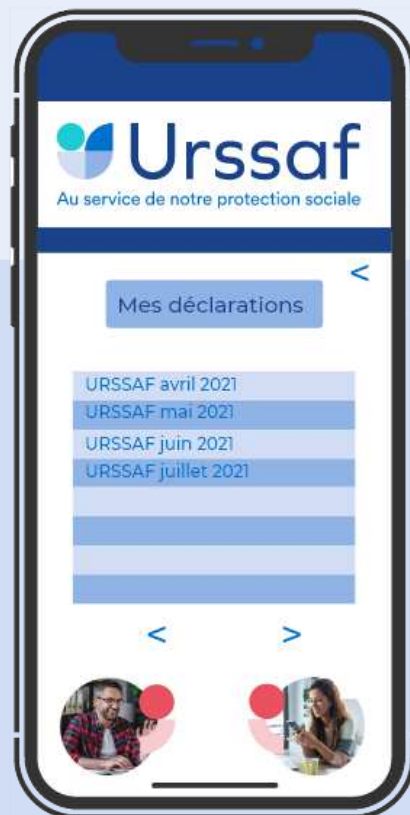 Urssaf
Au service de notre protection sociale
<
Mes déclarations
URSSAF avril 2021
URSSAF mai 2021
URSSAF juin 2021
URSSAF juillet 2021
< >